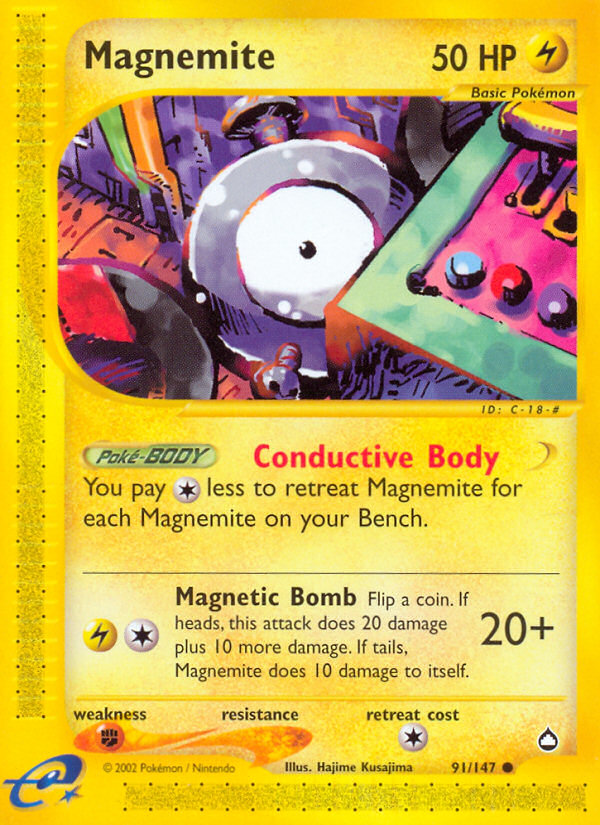 Magnemite
50 HP
Basic Pokémon
ID: C-18-#
Poké-BODY Conductive Body
You pay less to retreat Magnemite for
each Magnemite on your Bench.
Magnetic Bomb Flip a coin. If
heads, this attack does 20 damage
plus 10 more damage. If tails,
Magnemite does 10 damage to itself.
20+
weakness resistance retreat cost
© 2002 Pokémon / Nintendo Illus. Hajime Kusajima 91/147
e